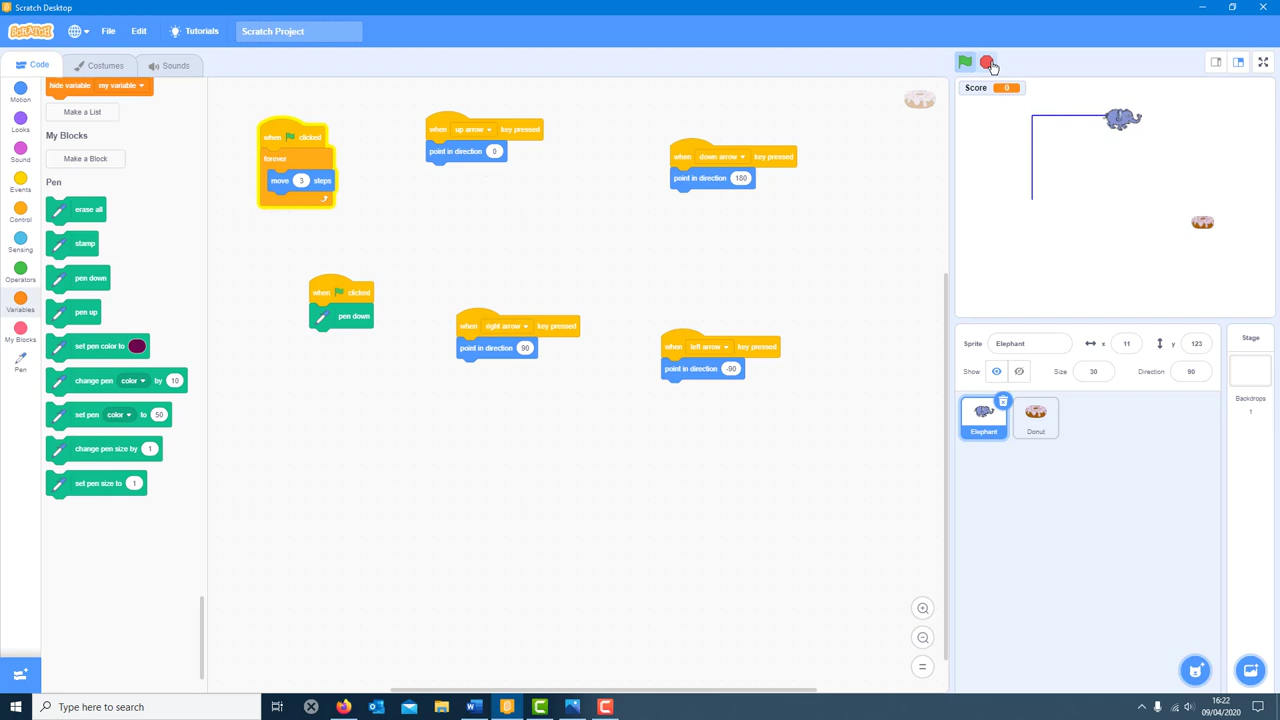 Scratch Desktop
SCRATCH
File
Edit
Tutorials
Scratch Project
Code
Costumes
Sounds
Motion
Looks
Sound
Events
Control
Sensing
Operators
Variables
My Blocks
Pen
hide variable my variable
Make a List
My Blocks
Make a Block
Pen
erase all
stamp
pen down
pen up
set pen color to
change pen color by 10
set pen color to 50
change pen size by 1
set pen size to 1
when clicked
forever
move 3 steps
when up arrow key pressed
point in direction 0
when down arrow key pressed
point in direction 180
when clicked
pen down
when right arrow key pressed
point in direction 90
when left arrow key pressed
point in direction -90
Score 0
Sprite Elephant x 11 y 123
Show Size 30 Direction 90
Elephant
Donut
Stage
Backdrops
1
Type here to search
16:22
09/04/2020